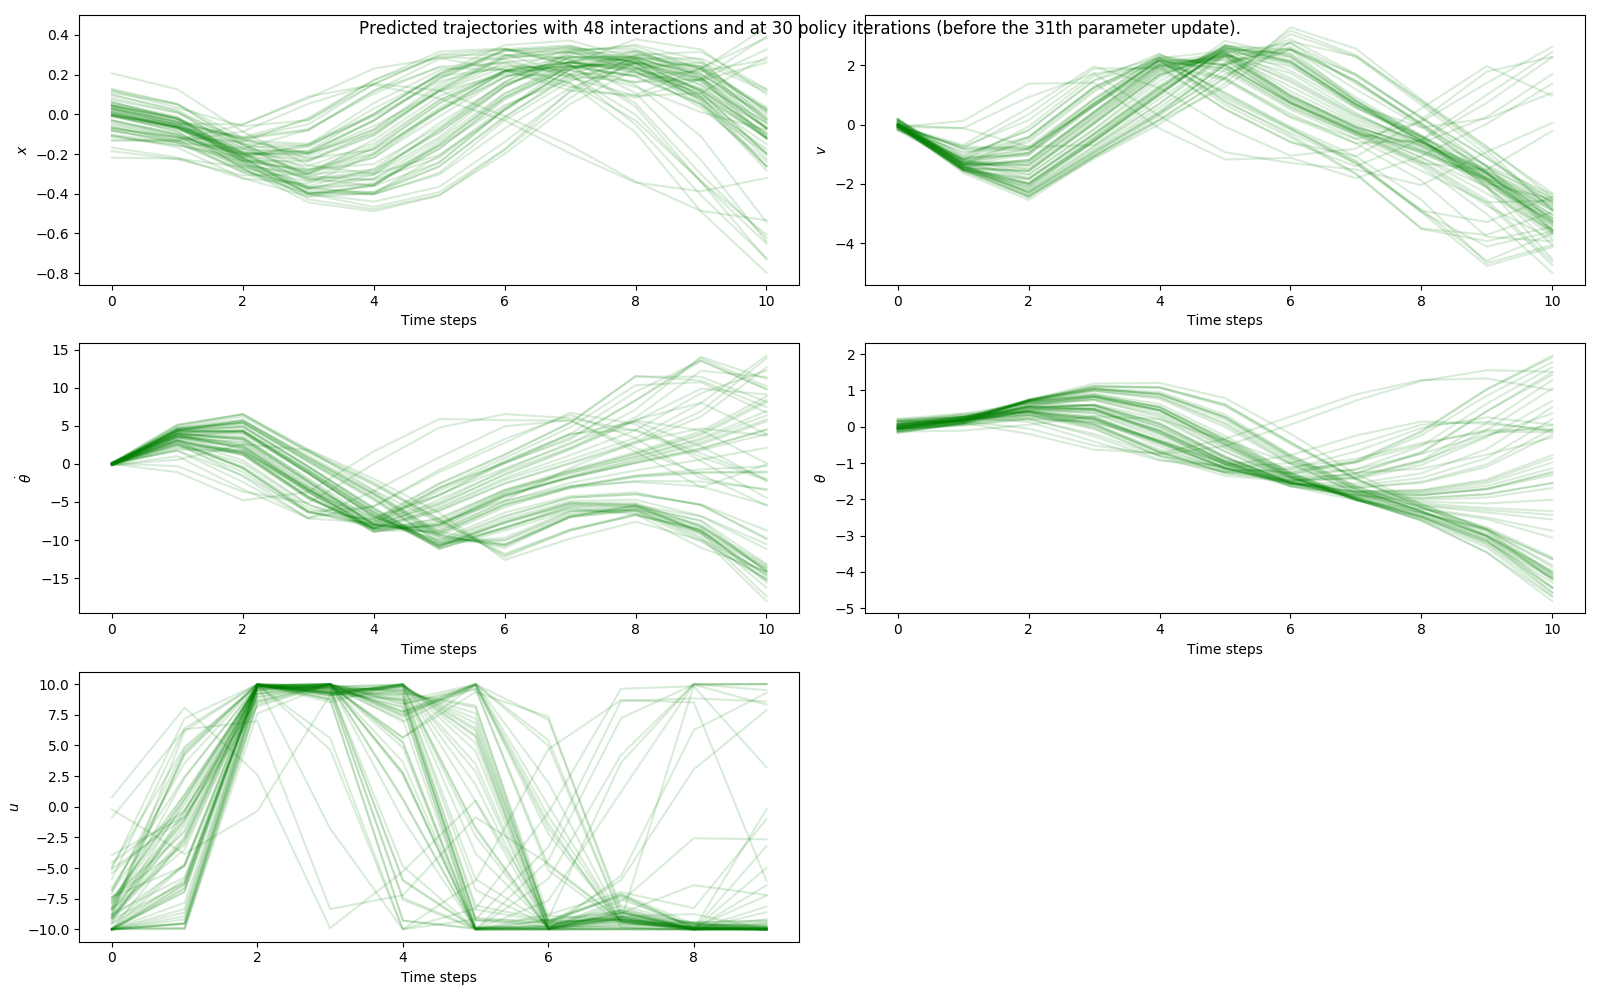 Predicted trajectories with 48 interactions and at 30 policy iterations (before the 31th parameter update).
0.4
0.2
0.0
−0.2
−0.4
−0.6
−0.8
x
0 2 4 6 8 10
Time steps
2
0
−2
−4
v
0 2 4 6 8 10
Time steps
15
10
5
0
−5
−10
−15
θ̇
0 2 4 6 8 10
Time steps
2
1
0
−1
−2
−3
−4
−5
θ
0 2 4 6 8 10
Time steps
10.0
7.5
5.0
2.5
0.0
−2.5
−5.0
−7.5
−10.0
u
0 2 4 6 8
Time steps